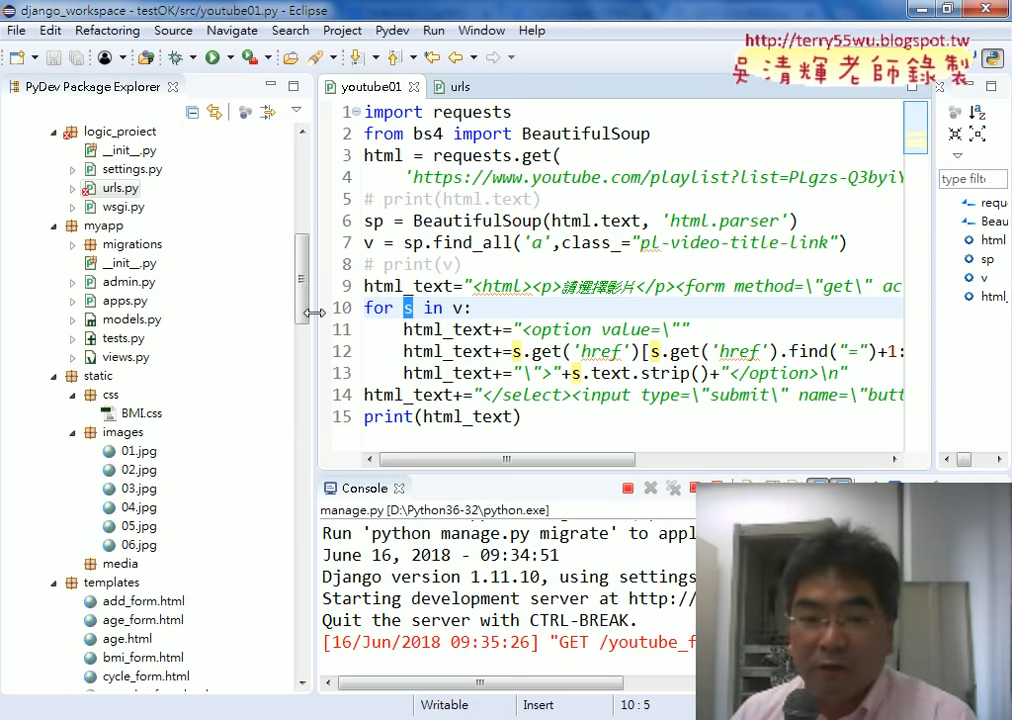 django_workspace - testOK/src/youtube01.py - Eclipse
File Edit Refactoring Source Navigate Search Project Pydev Run Window Help
http://terry55wu.blogspot.tw
吳清輝老師錄製
PyDev Package Explorer
logic_project
__init__.py
settings.py
urls.py
wsgi.py
myapp
migrations
__init__.py
admin.py
apps.py
models.py
tests.py
views.py
static
css
BMI.css
images
01.jpg
02.jpg
03.jpg
04.jpg
05.jpg
06.jpg
media
templates
add_form.html
age_form.html
age.html
bmi_form.html
cycle_form.html
youtube01 urls
1 import requests
2 from bs4 import BeautifulSoup
3 html = requests.get(
4 'https://www.youtube.com/playlist?list=PLgzs-Q3byiY
5 # print(html.text)
6 sp = BeautifulSoup(html.text, 'html.parser')
7 v = sp.find_all('a',class_="pl-video-title-link")
8 # print(v)
9 html_text="<html><p>請選擇影片</p><form method=\"get\" ac
10 for s in v:
11 html_text+="<option value=\""
12 html_text+=s.get('href')[s.get('href').find("=")+1:
13 html_text+="\">"+s.text.strip()+"</option>\n"
14 html_text+="</select><input type=\"submit\" name=\"butt
15 print(html_text)
type filte
requ
Beau
html
sp
v
html_
Console
manage.py [D:\Python36-32\python.exe]
Run 'python manage.py migrate' to appl
June 16, 2018 - 09:34:51
Django version 1.11.10, using settings
Starting development server at http://
Quit the server with CTRL-BREAK.
[16/Jun/2018 09:35:26] "GET /youtube_f
Writable Insert 10 : 5